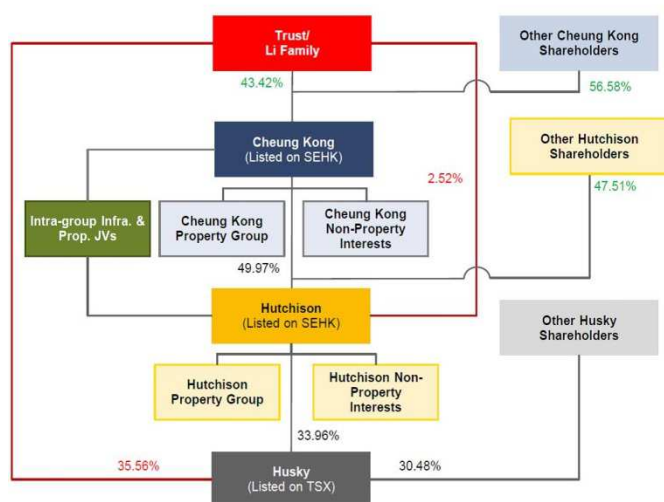 Trust/
Li Family
Other Cheung Kong
Shareholders
43.42%
56.58%
Cheung Kong
(Listed on SEHK)
Other Hutchison
Shareholders
2.52%
47.51%
Intra-group Infra. &
Prop. JVs
Cheung Kong
Property Group
Cheung Kong
Non-Property
Interests
49.97%
Hutchison
(Listed on SEHK)
Other Husky
Shareholders
Hutchison
Property Group
Hutchison Non-
Property
Interests
33.96%
35.56%
30.48%
Husky
(Listed on TSX)